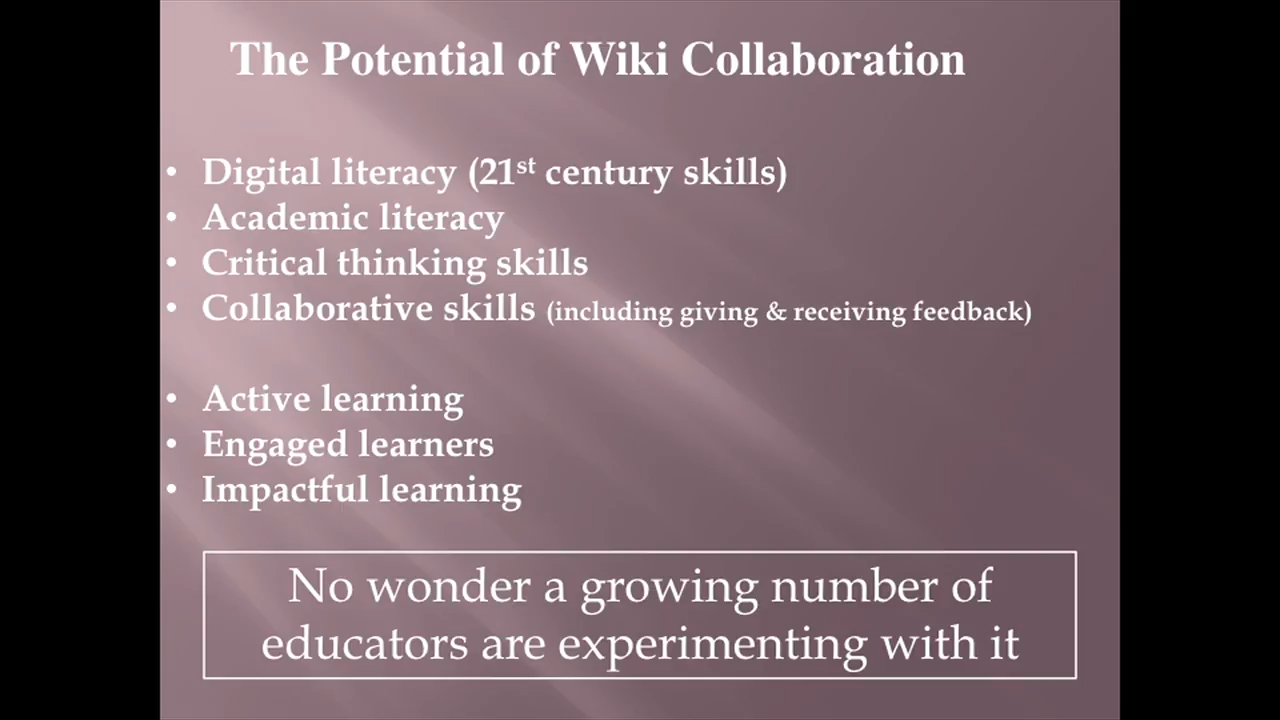 The Potential of Wiki Collaboration
• Digital literacy (21st century skills)
• Academic literacy
• Critical thinking skills
• Collaborative skills (including giving & receiving feedback)
• Active learning
• Engaged learners
• Impactful learning
No wonder a growing number of
educators are experimenting with it